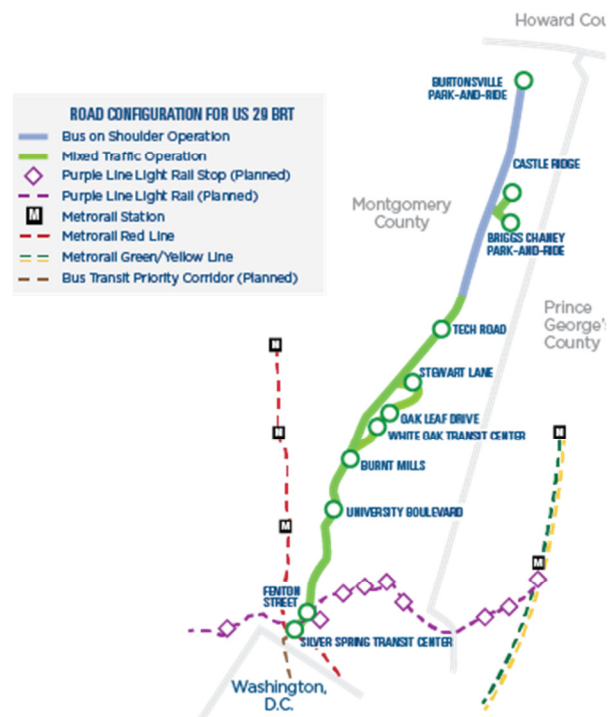 Howard Cou
BURTONSVILLE
PARK-AND-RIDE
ROAD CONFIGURATION FOR US 29 BRT
Bus on Shoulder Operation
Mixed Traffic Operation
Purple Line Light Rail Stop (Planned)
Purple Line Light Rail (Planned)
M Metrorail Station
Metrorail Red Line
Metrorail Green/Yellow Line
Bus Transit Priority Corridor (Planned)
CASTLE RIDGE
Montgomery
County
BRIGGS CHANEY
PARK-AND-RIDE
Prince
George's
County
TECH ROAD
M
STEWART LANE
OAK LEAF DRIVE
WHITE OAK TRANSIT CENTER
M
M
BURNT MILLS
UNIVERSITY BOULEVARD
M
M
FENTON
STREET
SILVER SPRING TRANSIT CENTER
Washington,
D.C.